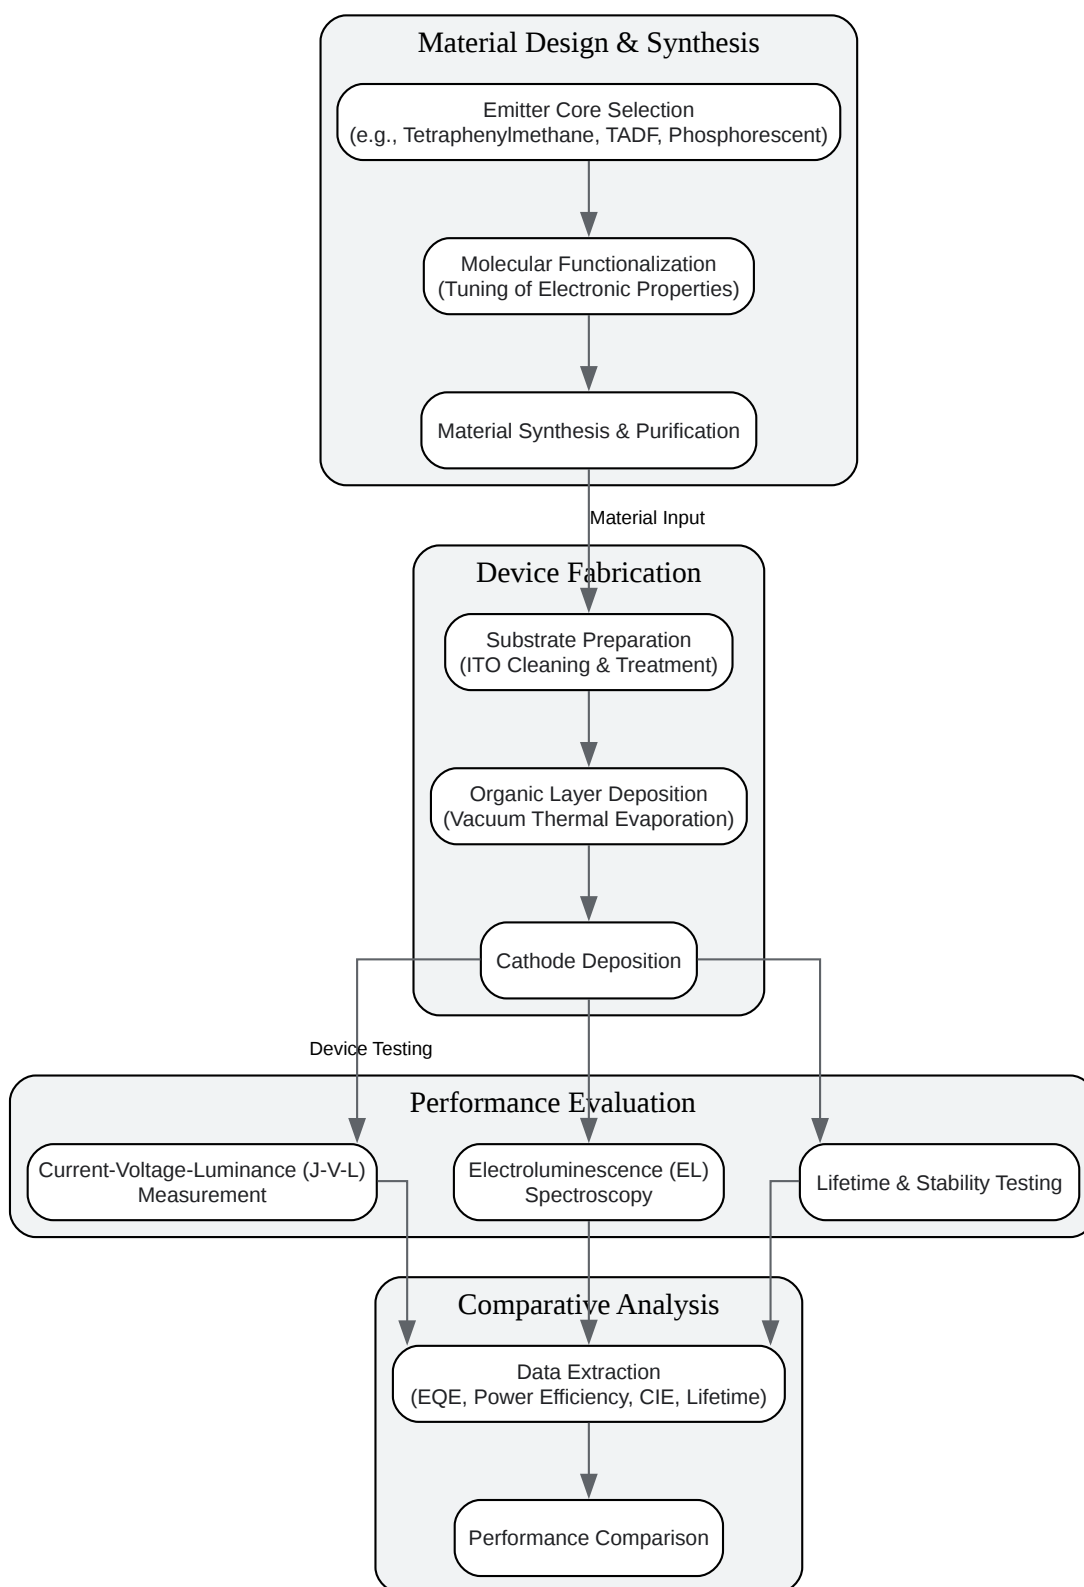 Material Design & Synthesis
Emitter Core Selection
(e.g., Tetraphenylmethane, TADF, Phosphorescent)
Molecular Functionalization
(Tuning of Electronic Properties)
Material Synthesis & Purification
Material Input
Device Fabrication
Substrate Preparation
(ITO Cleaning & Treatment)
Organic Layer Deposition
(Vacuum Thermal Evaporation)
Cathode Deposition
Device Testing
Performance Evaluation
Current-Voltage-Luminance (J-V-L)
Measurement
Electroluminescence (EL)
Spectroscopy
Lifetime & Stability Testing
Comparative Analysis
Data Extraction
(EQE, Power Efficiency, CIE, Lifetime)
Performance Comparison